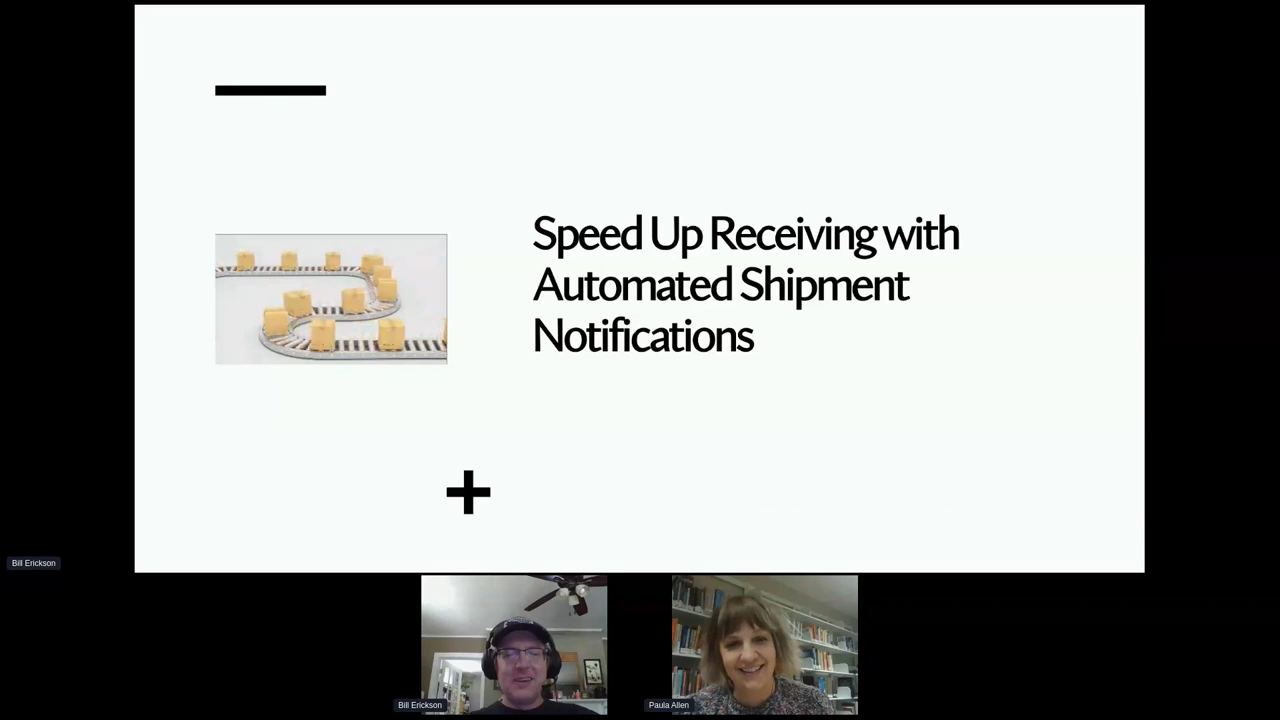 Speed Up Receiving with
Automated Shipment
Notifications
Bill Erickson
Bill Erickson
Paula Allen